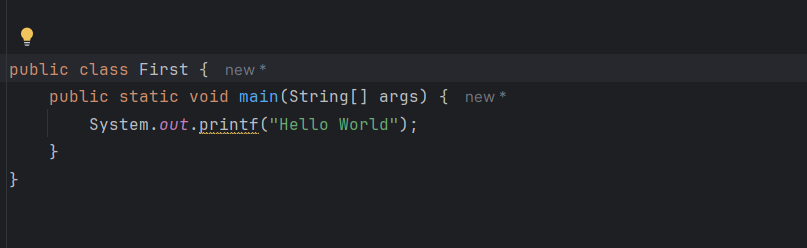 public class First { new *
    public static void main(String[] args) { new *
        System.out.printf("Hello World");
    }
}